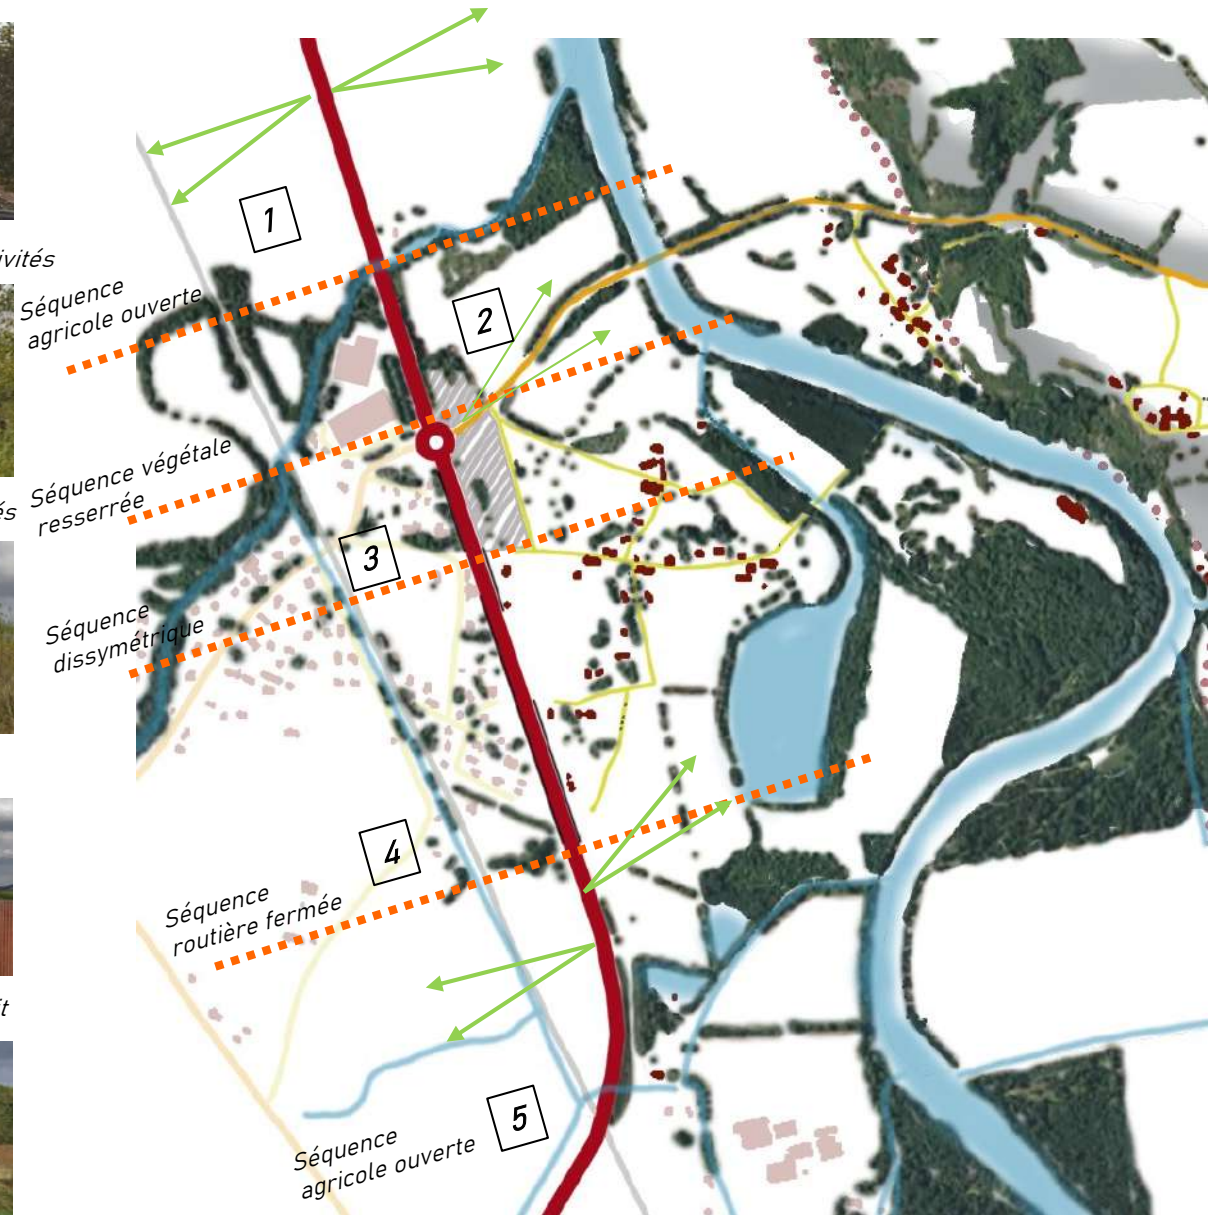 1
Séquence
agricole ouverte
2
Séquence végétale
resserrée
3
Séquence
dissymétrique
4
Séquence
routière fermée
5
Séquence
agricole ouverte